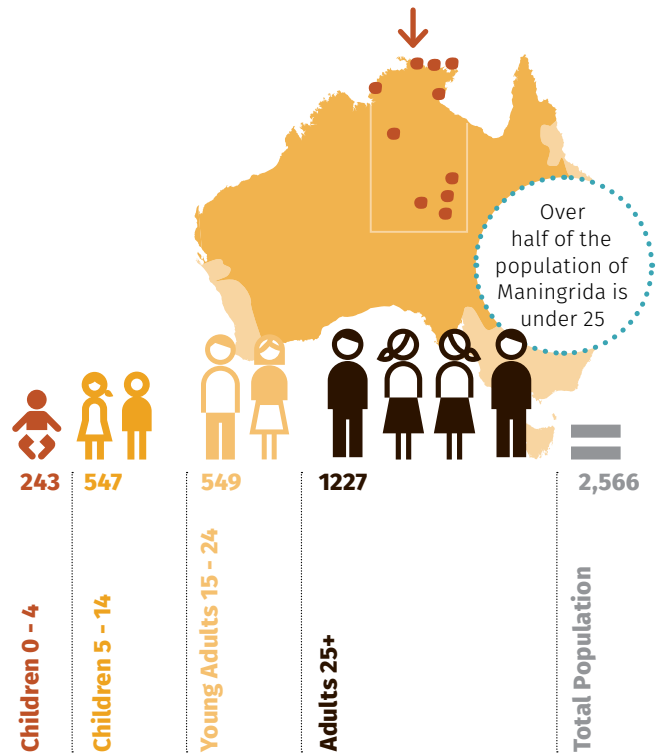 Over
half of the
population of
Maningrida is
under 25
243
547
549
1227
2,566
Children 0 - 4
Children 5 - 14
Young Adults 15 - 24
Adults 25+
Total Population